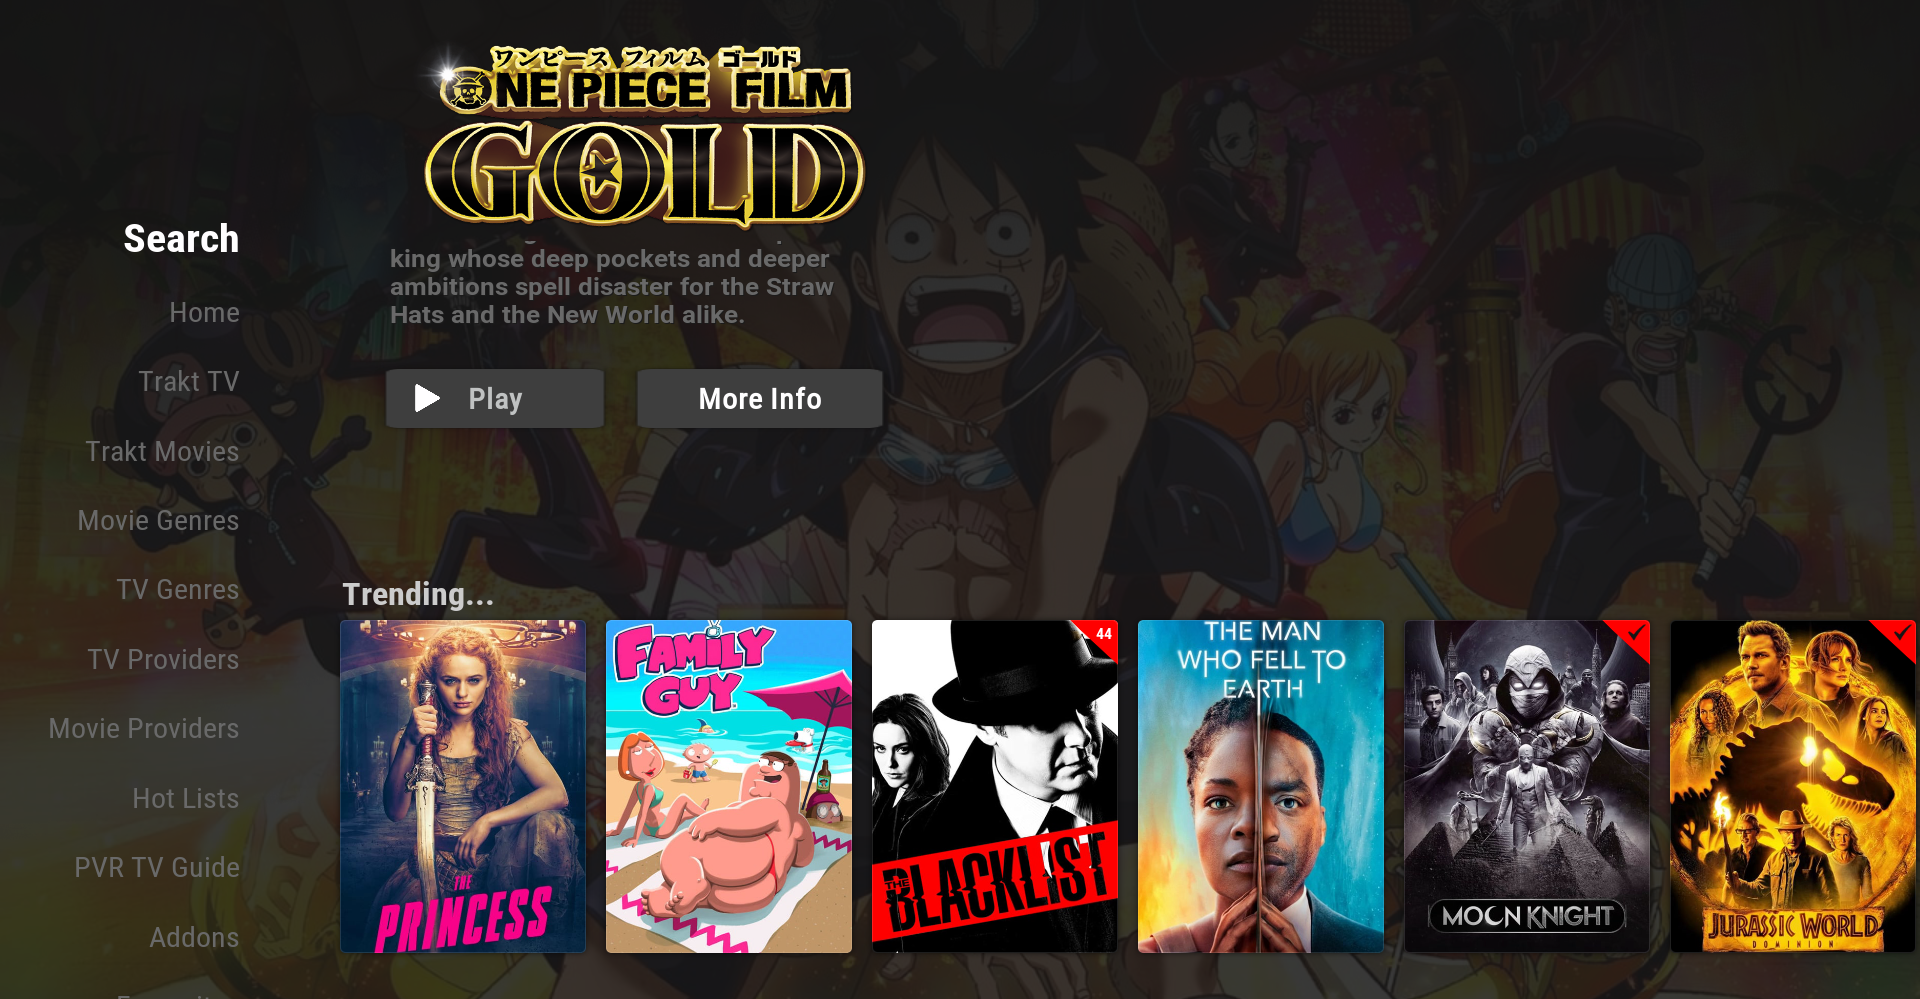 ワンピース フィルム ゴールド
ONE PIECE FILM
GOLD
king whose deep pockets and deeper
ambitions spell disaster for the Straw
Hats and the New World alike.
Play
More Info
Search
Home
Trakt TV
Trakt Movies
Movie Genres
TV Genres
TV Providers
Movie Providers
Hot Lists
PVR TV Guide
Addons
Trending...
THE
PRINCESS
FAMILY
GUY
44
THE
BLACKLIST
THE MAN
WHO FELL TO
EARTH
MOON KNIGHT
JURASSIC WORLD
DOMINION